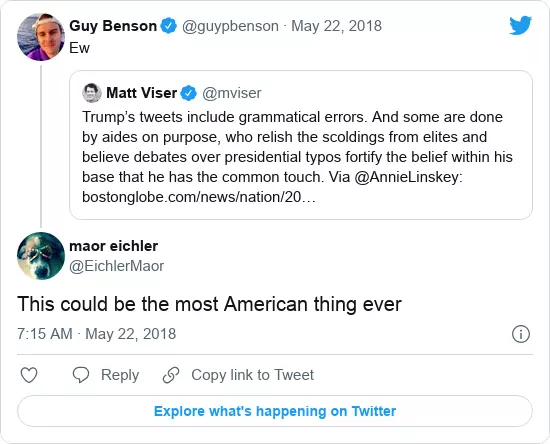 Guy Benson @guypbenson · May 22, 2018
Ew
Matt Viser @mviser
Trump’s tweets include grammatical errors. And some are done
by aides on purpose, who relish the scoldings from elites and
believe debates over presidential typos fortify the belief within his
base that he has the common touch. Via @AnnieLinskey:
bostonglobe.com/news/nation/20…
maor eichler
@EichlerMaor
This could be the most American thing ever
7:15 AM · May 22, 2018
Reply
Copy link to Tweet
Explore what's happening on Twitter